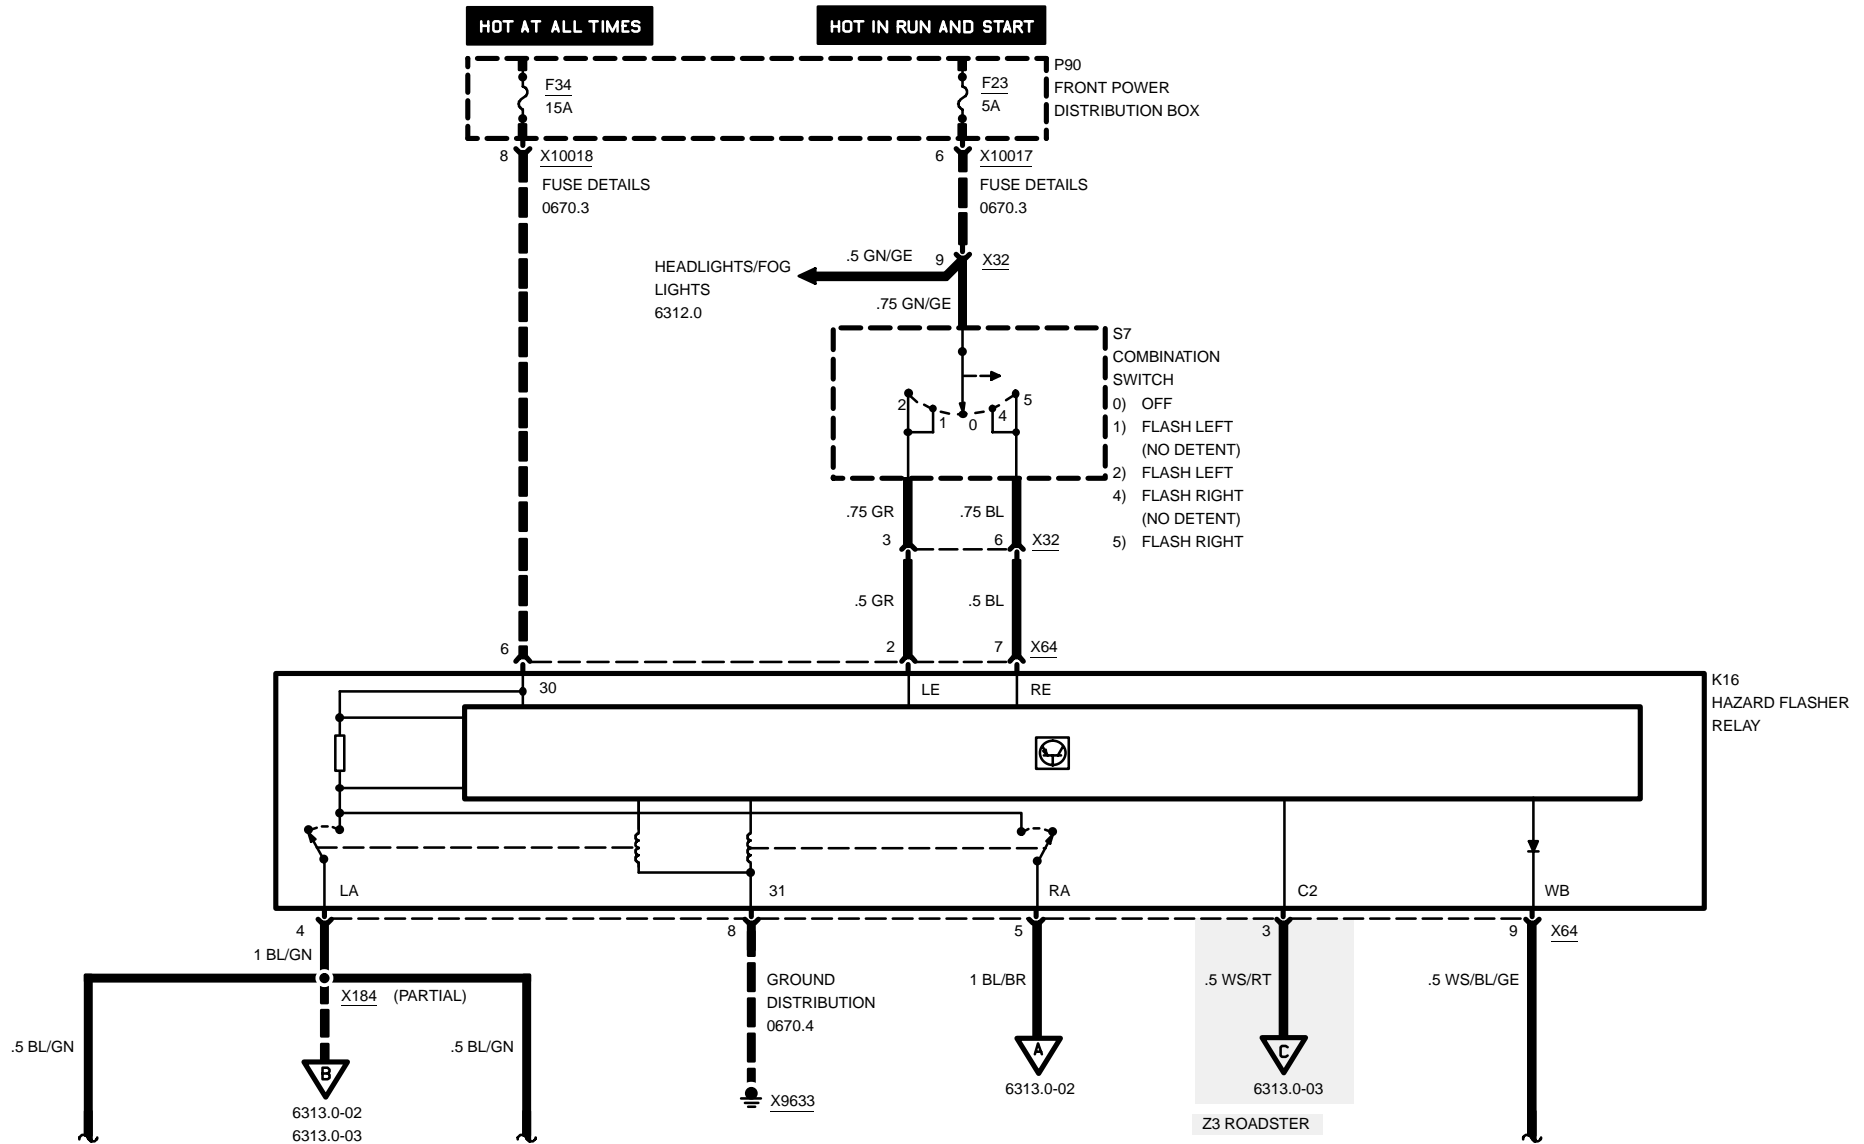 HOT AT ALL TIMES
HOT IN RUN AND START
P90
FRONT POWER
DISTRIBUTION BOX
F34
15A
F23
5A
8
X10018
6
X10017
FUSE DETAILS
0670.3
FUSE DETAILS
0670.3
.5 GN/GE
9
X32
HEADLIGHTS/FOG
LIGHTS
6312.0
.75 GN/GE
S7
COMBINATION
SWITCH
0) OFF
1) FLASH LEFT
(NO DETENT)
2) FLASH LEFT
4) FLASH RIGHT
(NO DETENT)
5) FLASH RIGHT
2
1
0
4
5
.75 GR
.75 BL
3
6
X32
.5 GR
.5 BL
6
2
7
X64
30
LE
RE
K16
HAZARD FLASHER
RELAY
LA
31
RA
C2
WB
4
8
5
3
9
X64
1 BL/GN
X184 (PARTIAL)
GROUND
DISTRIBUTION
0670.4
1 BL/BR
.5 WS/RT
.5 WS/BL/GE
.5 BL/GN
.5 BL/GN
B
A
C
6313.0-02
6313.0-03
X9633
6313.0-02
6313.0-03
Z3 ROADSTER